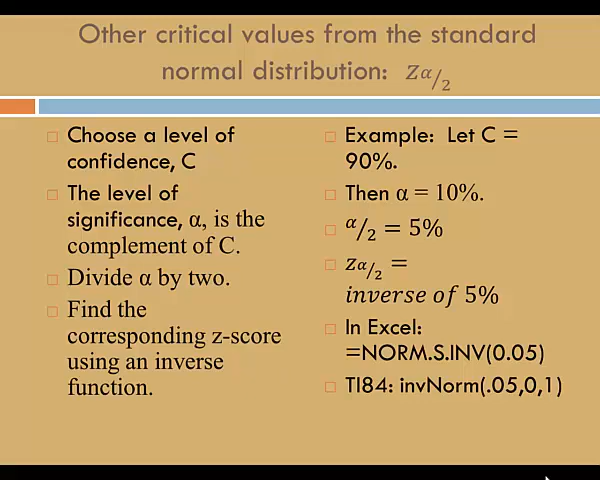 Other critical values from the standard
normal distribution: zα/2
Choose a level of
confidence, C
The level of
significance, α, is the
complement of C.
Divide α by two.
Find the
corresponding z-score
using an inverse
function.
Example: Let C =
90%.
Then α = 10%.
α/2 = 5%
zα/2 =
inverse of 5%
In Excel:
=NORM.S.INV(0.05)
TI84: invNorm(.05,0,1)